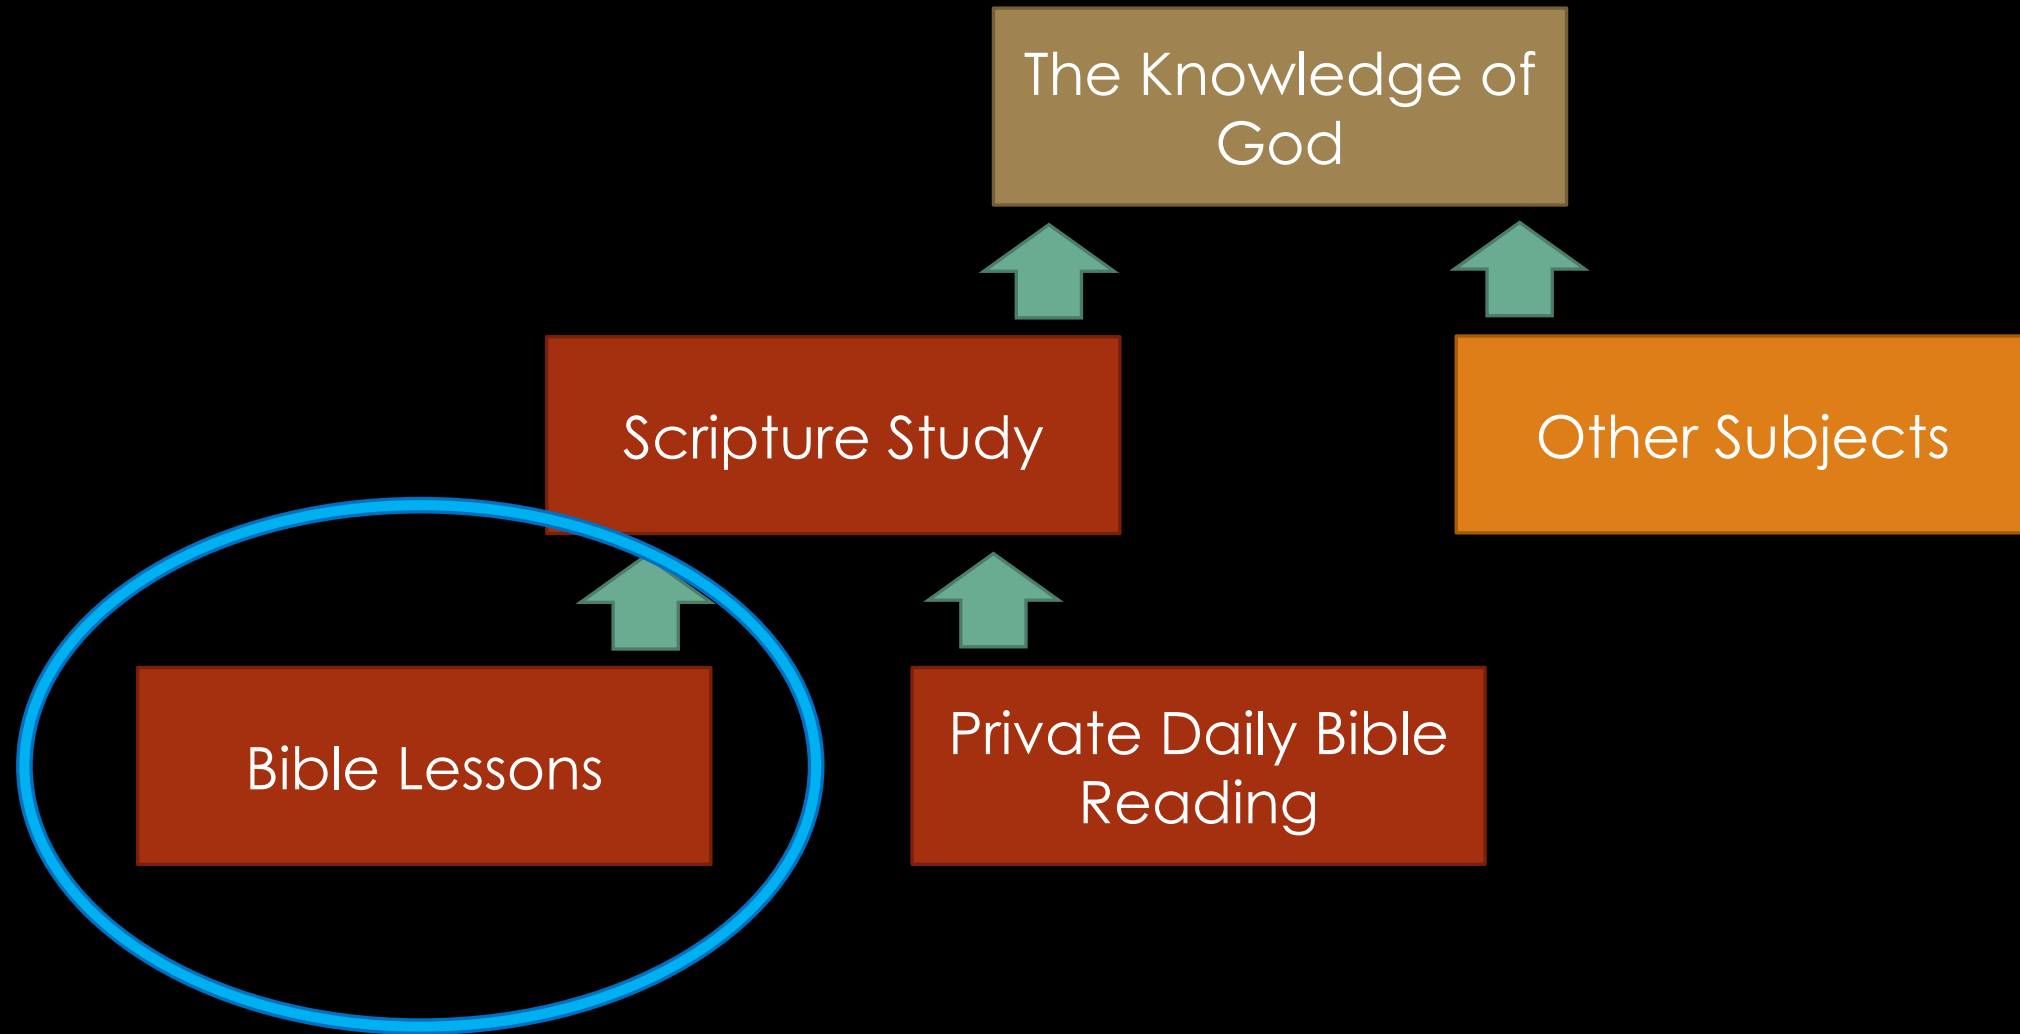 The Knowledge of
God
Scripture Study
Other Subjects
Bible Lessons
Private Daily Bible
Reading